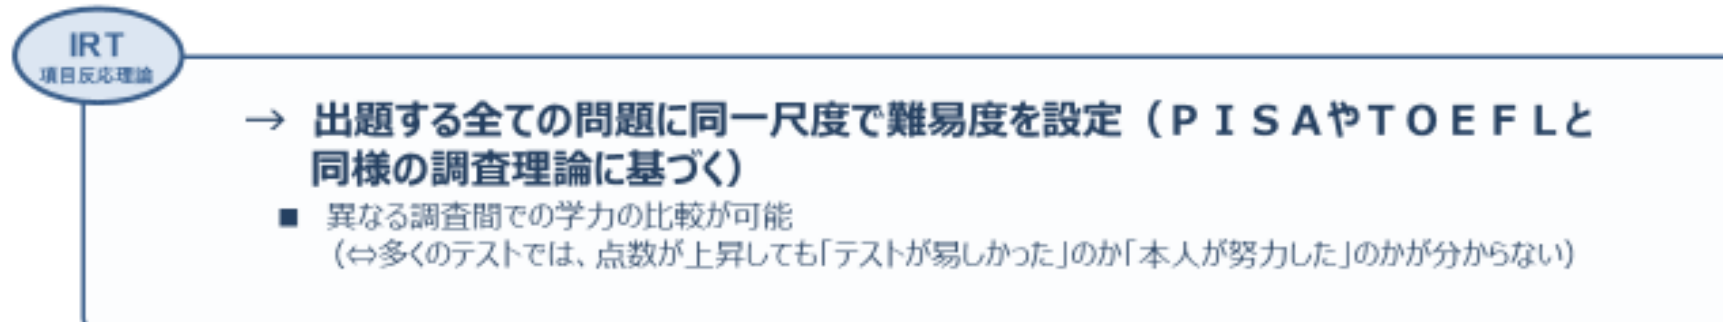 IRT
項目反応理論
→ 出題する全ての問題に同一尺度で難易度を設定（ＰＩＳＡやＴＯＥＦＬと
同様の調査理論に基づく）
■ 異なる調査間での学力の比較が可能
（⇔多くのテストでは、点数が上昇しても「テストが易しかった」のか「本人が努力した」のかが分からない）